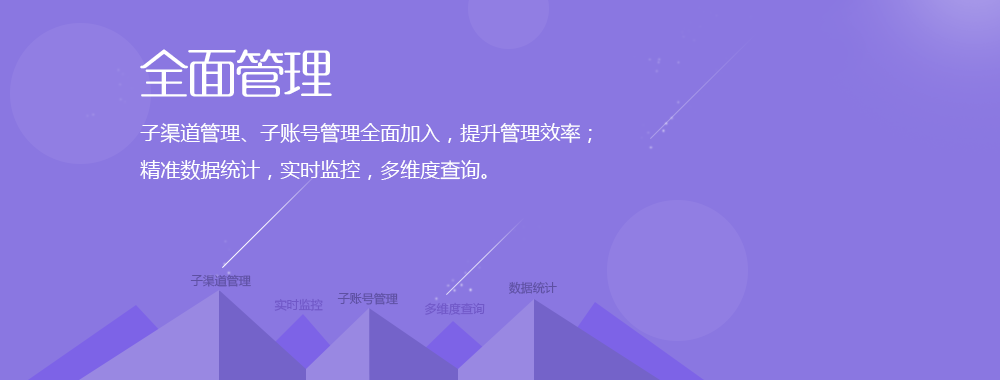 全面管理
子渠道管理、子账号管理全面加入，提升管理效率；
精准数据统计，实时监控，多维度查询。
子渠道管理
实时监控
子账号管理
多维度查询
数据统计